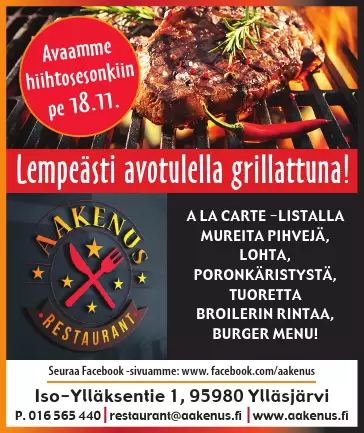 Avaamme
hiihtosesonkiin
pe 18.11.
Lempeästi avotulella grillattuna!
AAKENUS
RESTAURANT
A LA CARTE -LISTALLA
MUREITA PIHVEJÄ,
LOHTA,
PORONKÄRISTYSTÄ,
TUORETTA
BROILERIN RINTAA,
BURGER MENU!
Seuraa Facebook -sivuamme: www. facebook.com/aakenus
Iso-Ylläksentie 1, 95980 Ylläsjärvi
P. 016 565 440 | restaurant@aakenus.fi | www.aakenus.fi